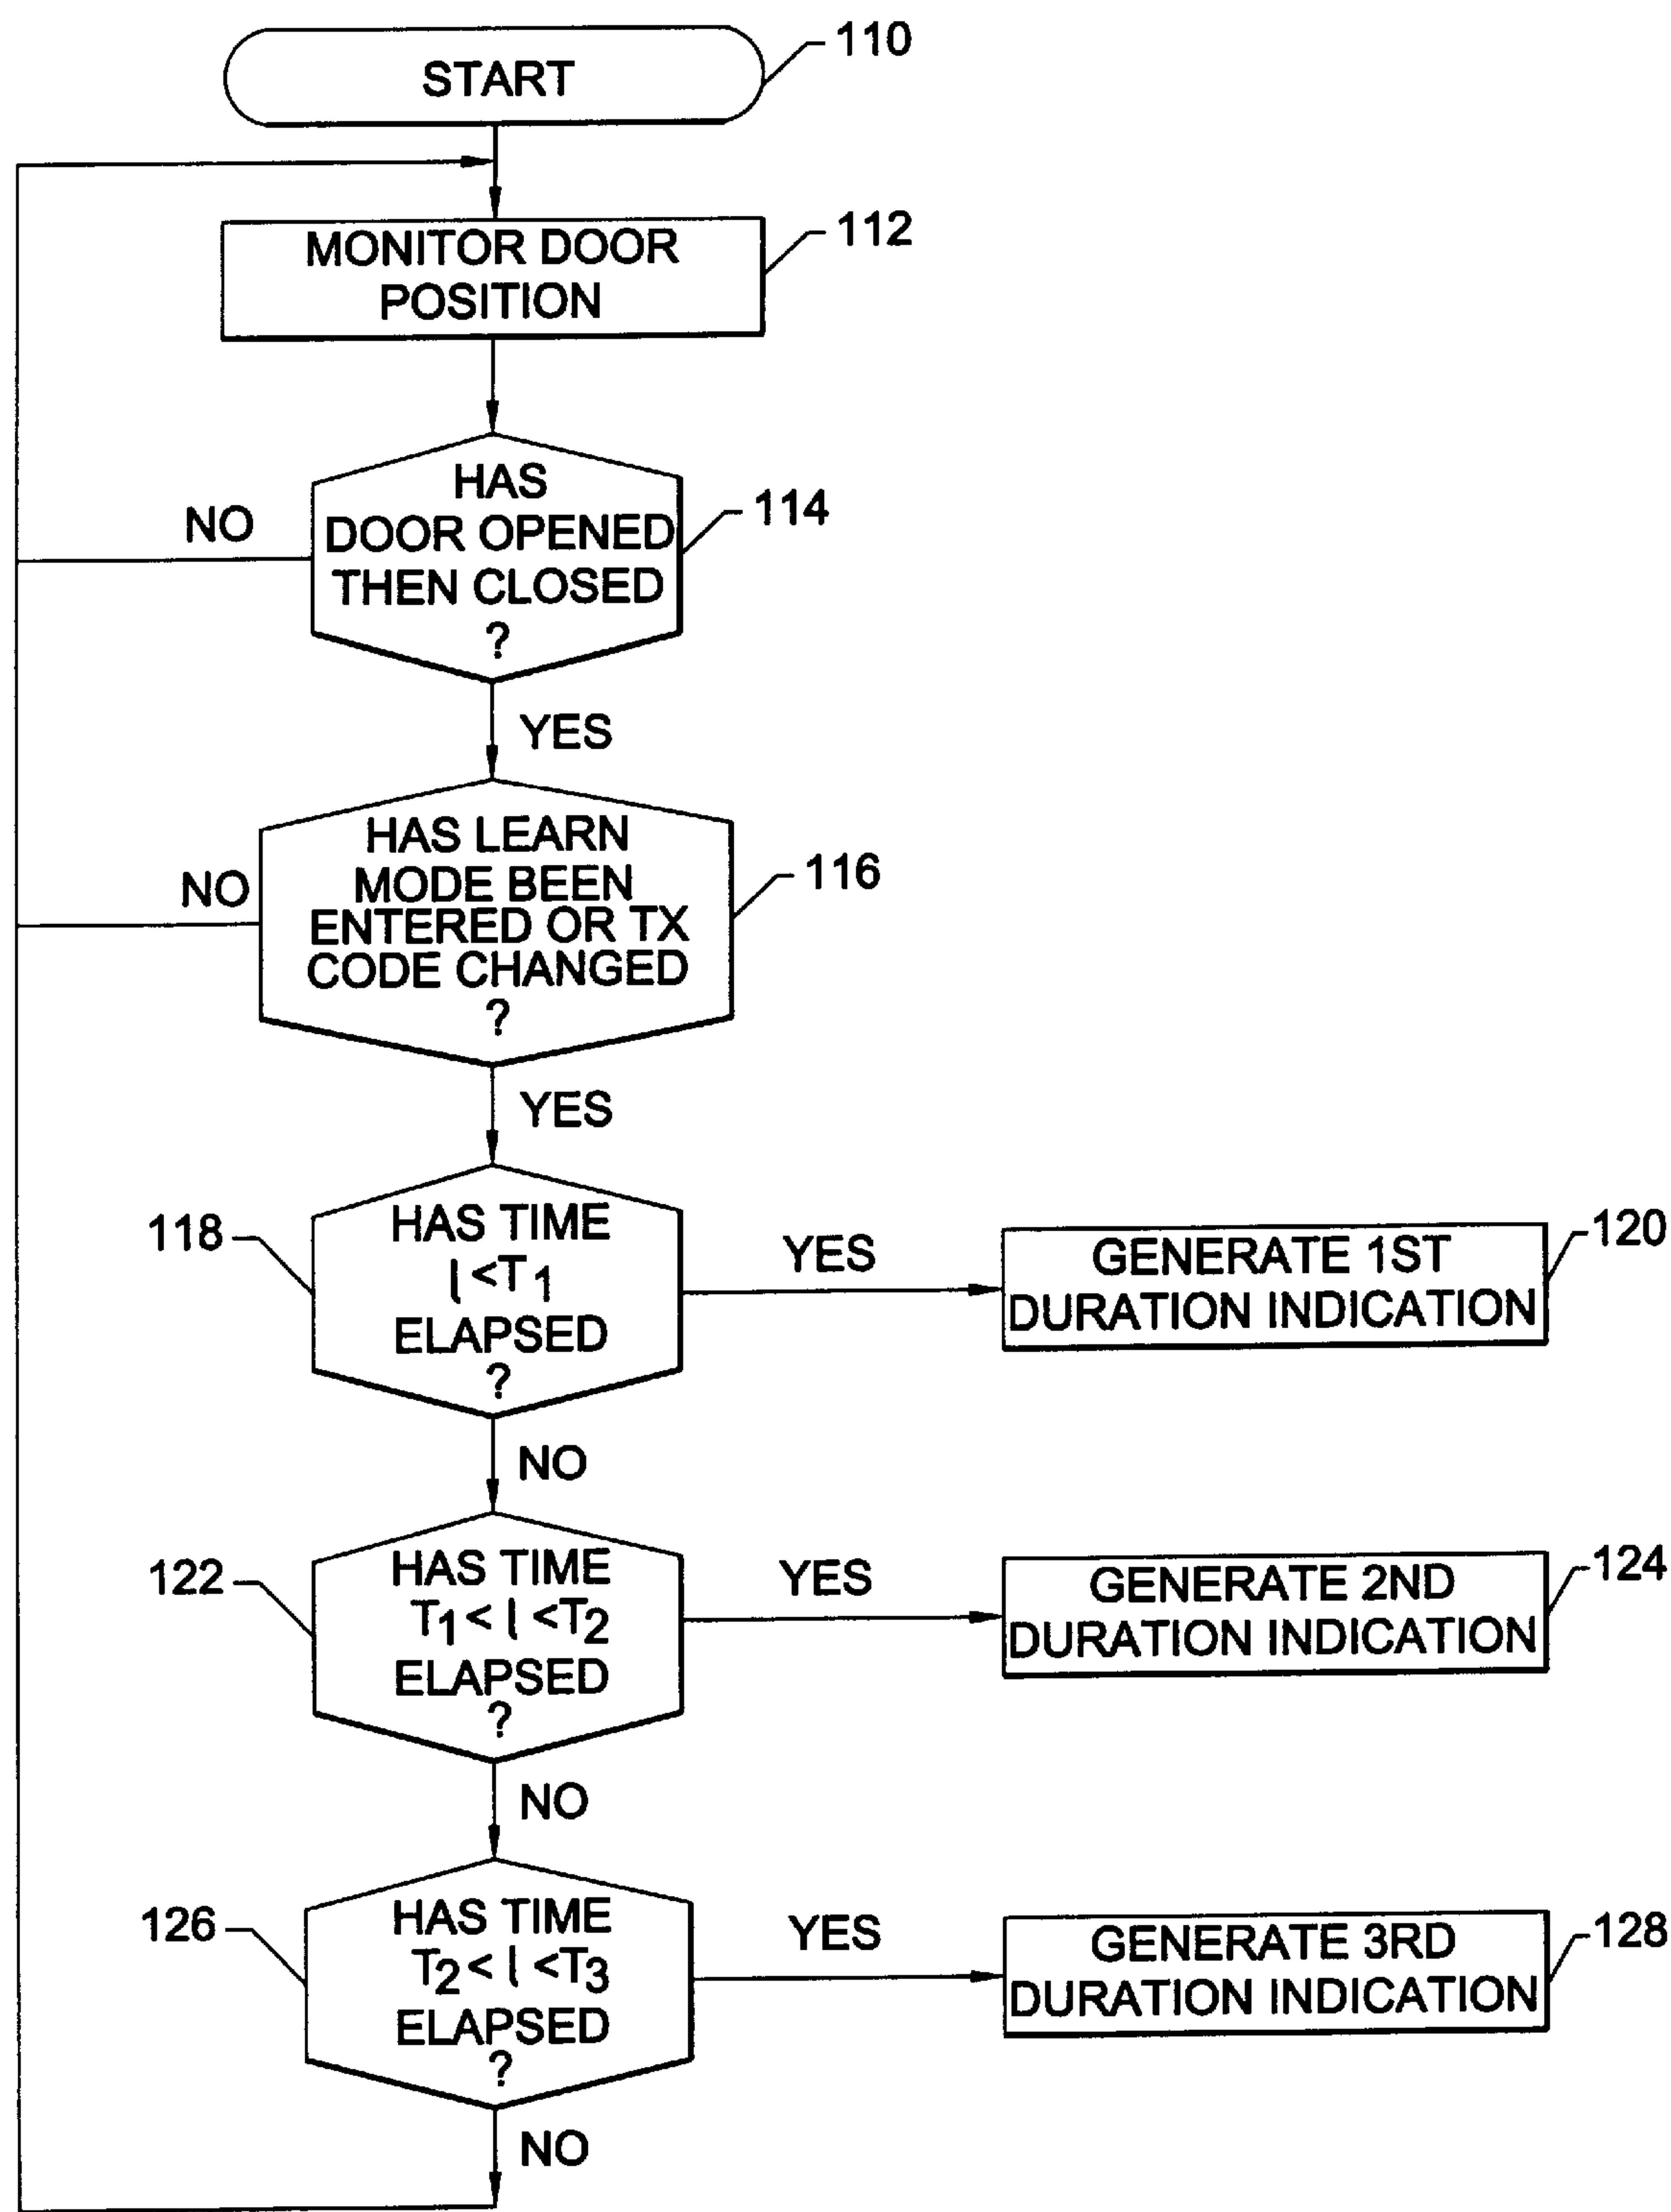 START
110
MONITOR DOOR
POSITION
112
HAS
DOOR OPENED
THEN CLOSED
?
114
NO
YES
HAS LEARN
MODE BEEN
ENTERED OR TX
CODE CHANGED
?
116
NO
YES
118
HAS TIME
l <T1
ELAPSED
?
YES
GENERATE 1ST
DURATION INDICATION
120
NO
122
HAS TIME
T1 < l <T2
ELAPSED
?
YES
GENERATE 2ND
DURATION INDICATION
124
NO
126
HAS TIME
T2 < l <T3
ELAPSED
?
YES
GENERATE 3RD
DURATION INDICATION
128
NO